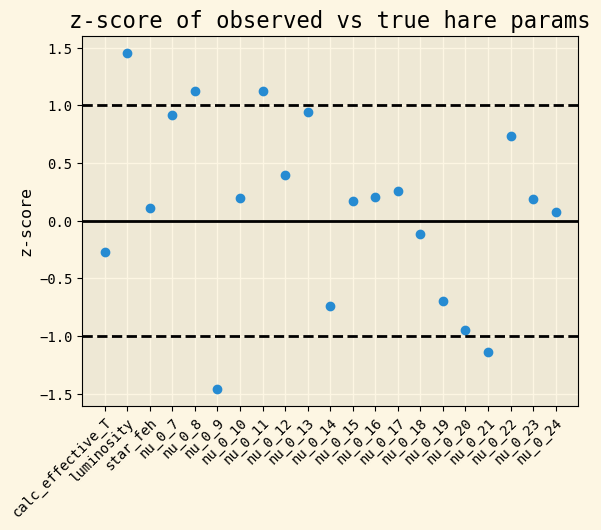 z-score of observed vs true hare params
1.5
1.0
0.5
0.0
−0.5
−1.0
−1.5
z-score
calc_effective_T
luminosity
star_feh
nu_0_7
nu_0_8
nu_0_9
nu_0_10
nu_0_11
nu_0_12
nu_0_13
nu_0_14
nu_0_15
nu_0_16
nu_0_17
nu_0_18
nu_0_19
nu_0_20
nu_0_21
nu_0_22
nu_0_23
nu_0_24